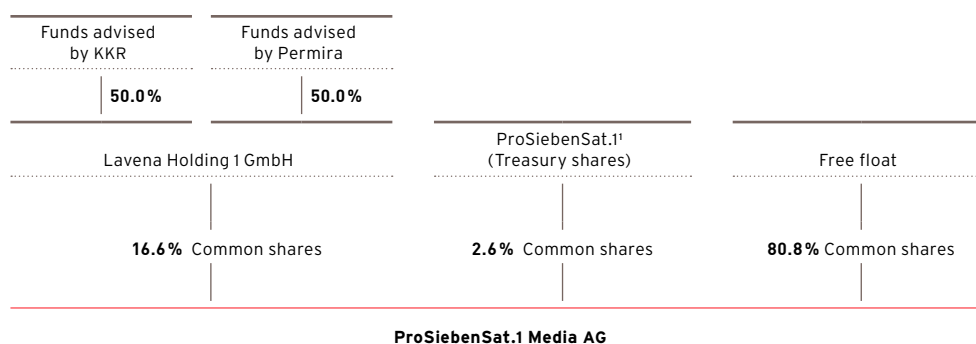 Funds advised
by KKR
Funds advised
by Permira
50.0%
50.0%
Lavena Holding 1 GmbH
ProSiebenSat.1¹
(Treasury shares)
Free float
16.6% Common shares
2.6% Common shares
80.8% Common shares
ProSiebenSat.1 Media AG